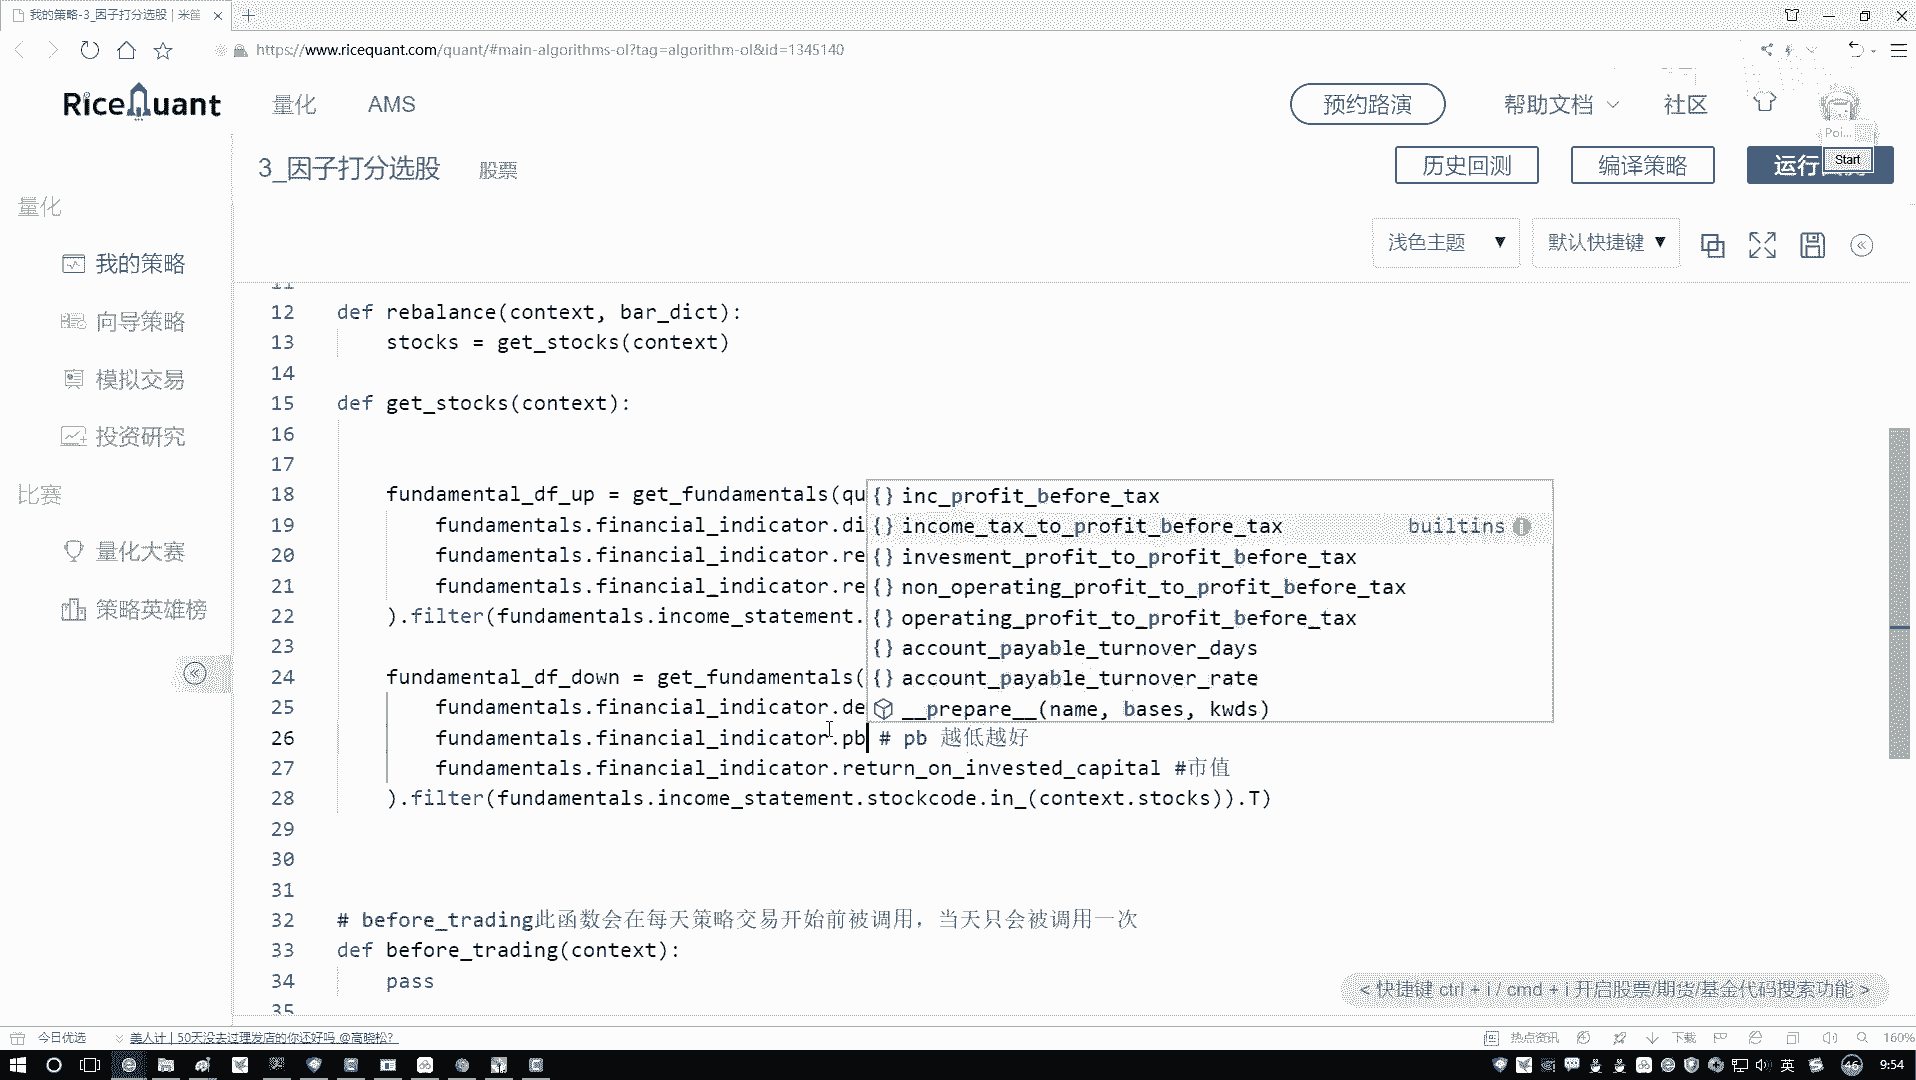 我的策略-3_因子打分选股 | 米筐
https://www.ricequant.com/quant/#main-algorithms-ol?tag=algorithm-ol&id=1345140
RiceQuant
量化
AMS
预约路演
帮助文档
社区
Poi...
Start
3_因子打分选股
股票
历史回测
编译策略
运行
浅色主题
默认快捷键
量化
我的策略
向导策略
模拟交易
投资研究
比赛
量化大赛
策略英雄榜
11
12 def rebalance(context, bar_dict):
13 stocks = get_stocks(context)
14
15 def get_stocks(context):
16
17
18 fundamental_df_up = get_fundamentals(qu
19 fundamentals.financial_indicator.di
20 fundamentals.financial_indicator.re
21 fundamentals.financial_indicator.re
22 ).filter(fundamentals.income_statement.
23
24 fundamental_df_down = get_fundamentals(
25 fundamentals.financial_indicator.de
26 fundamentals.financial_indicator.pb # pb 越低越好
27 fundamentals.financial_indicator.return_on_invested_capital #市值
28 ).filter(fundamentals.income_statement.stockcode.in_(context.stocks)).T)
29
30
31
32 # before_trading此函数会在每天策略交易开始前被调用，当天只会被调用一次
33 def before_trading(context):
34 pass
35
{} inc_profit_before_tax
{} income_tax_to_profit_before_tax builtins
{} invesment_profit_to_profit_before_tax
{} non_operating_profit_to_profit_before_tax
{} operating_profit_to_profit_before_tax
{} account_payable_turnover_days
{} account_payable_turnover_rate
__prepare__(name, bases, kwds)
< 快捷键 ctrl + i / cmd + i 开启股票/期货/基金代码搜索功能 >
今日优选
美人计 | 50天没去过理发店的你还好吗 @高晓松？
热点资讯
下载
160%
英
46
9:54